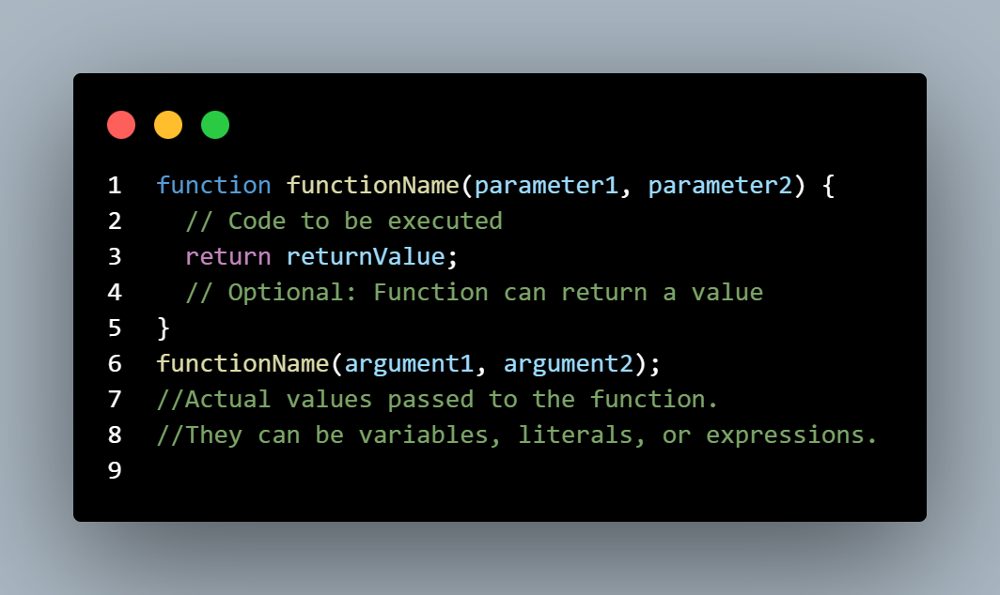 1 function functionName(parameter1, parameter2) {
2   // Code to be executed
3   return returnValue;
4   // Optional: Function can return a value
5 }
6 functionName(argument1, argument2);
7 //Actual values passed to the function.
8 //They can be variables, literals, or expressions.
9